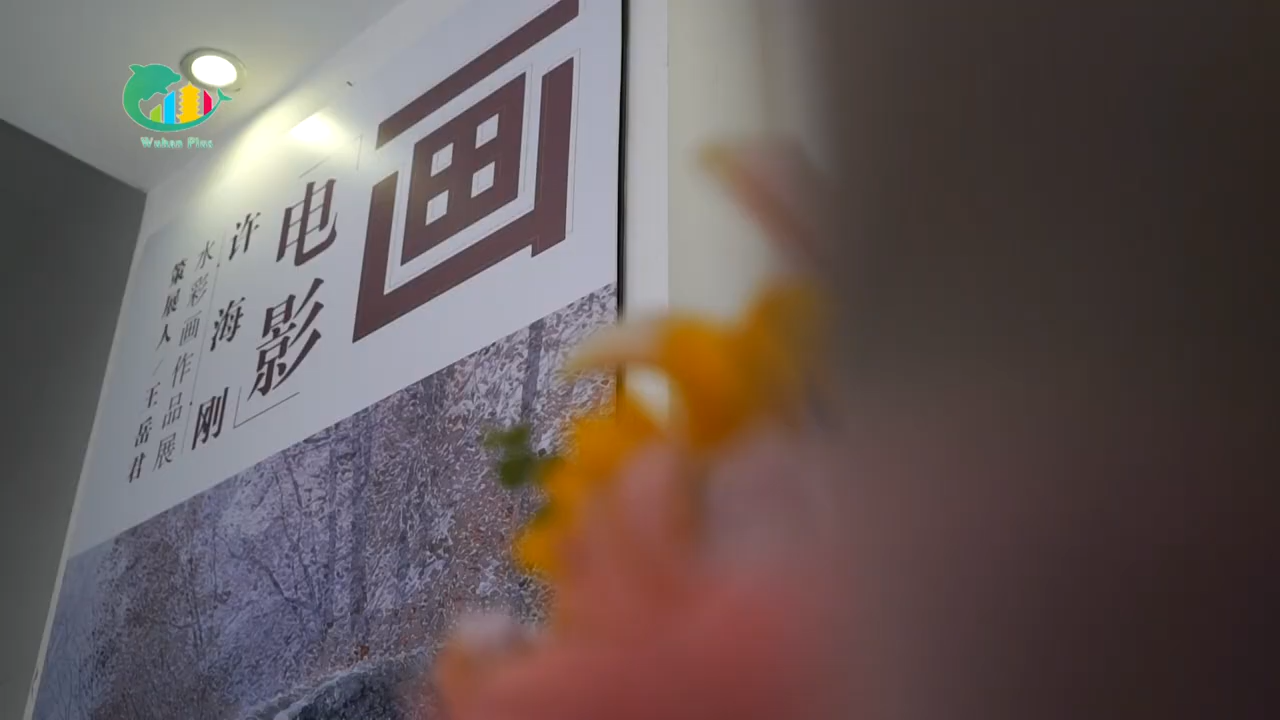 Wuhan Plus
画
电影
许海刚
水彩画作品展
策展人/王岳君